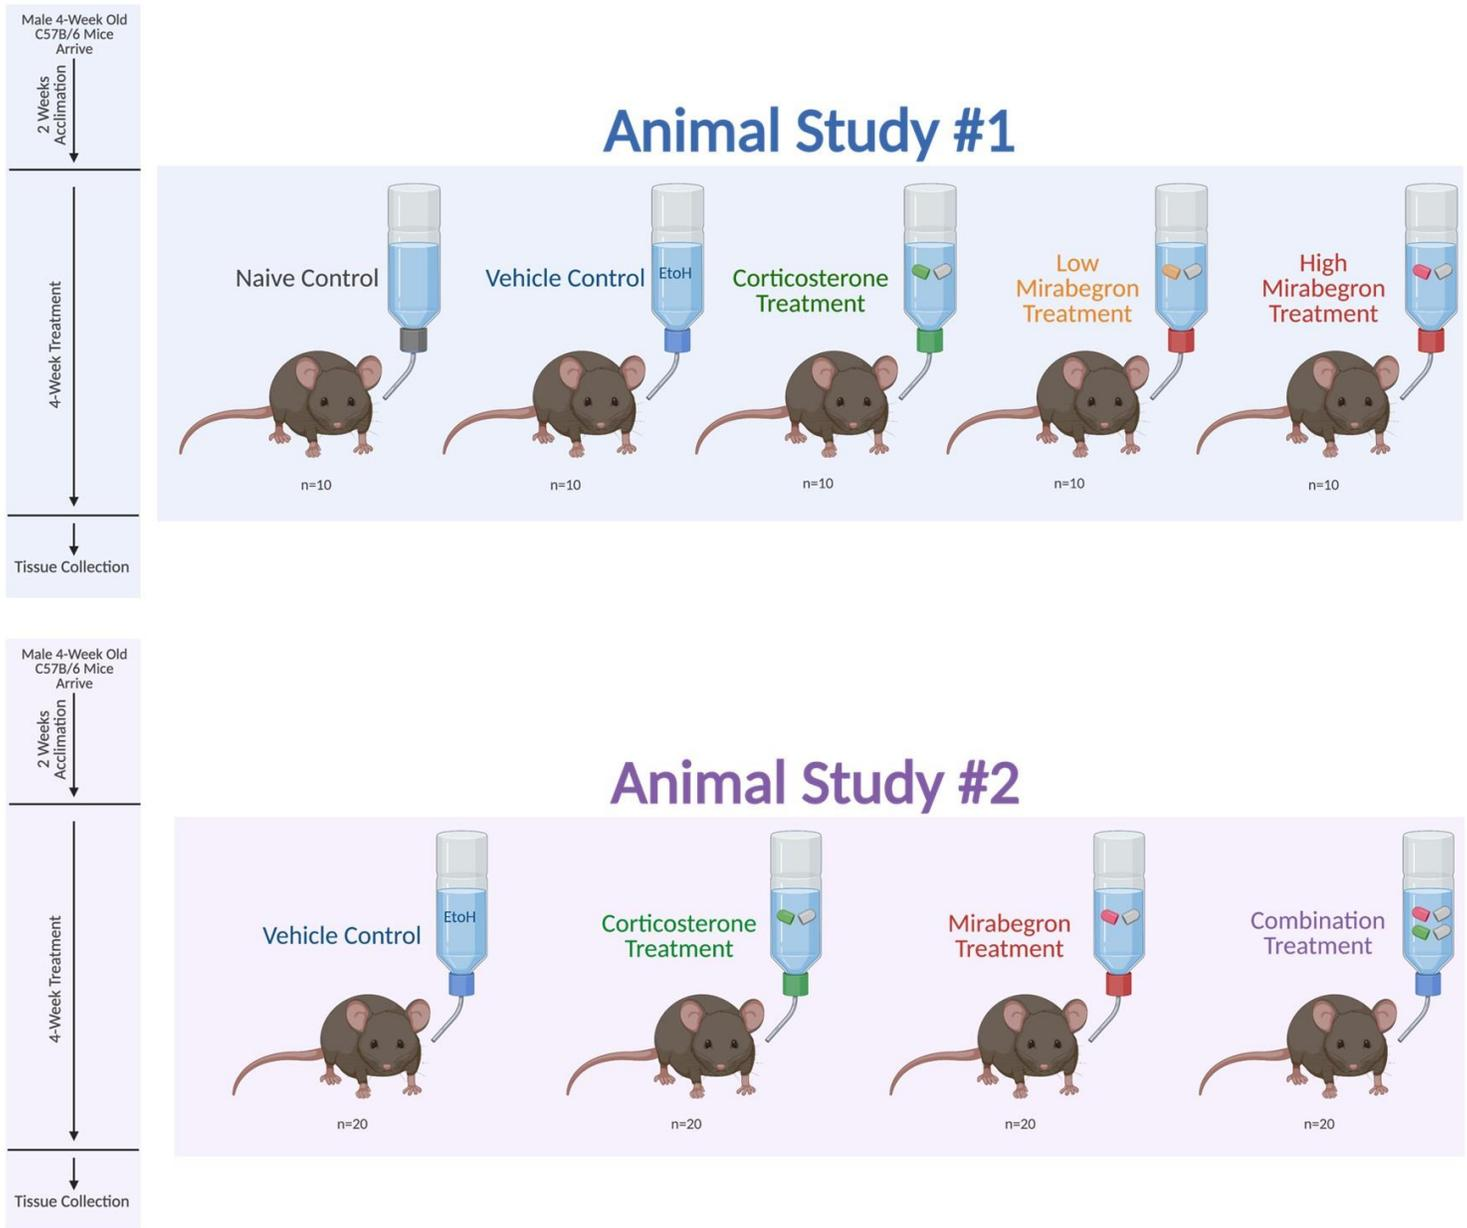 Male 4-Week Old
C57B/6 Mice
Arrive
2 Weeks
Acclimation
4-Week Treatment
Tissue Collection
Animal Study #1
Naive Control
Vehicle Control
EtoH
Corticosterone
Treatment
Low
Mirabegron
Treatment
High
Mirabegron
Treatment
n=10
n=10
n=10
n=10
n=10
Male 4-Week Old
C57B/6 Mice
Arrive
2 Weeks
Acclimation
4-Week Treatment
Tissue Collection
Animal Study #2
Vehicle Control
EtoH
Corticosterone
Treatment
Mirabegron
Treatment
Combination
Treatment
n=20
n=20
n=20
n=20